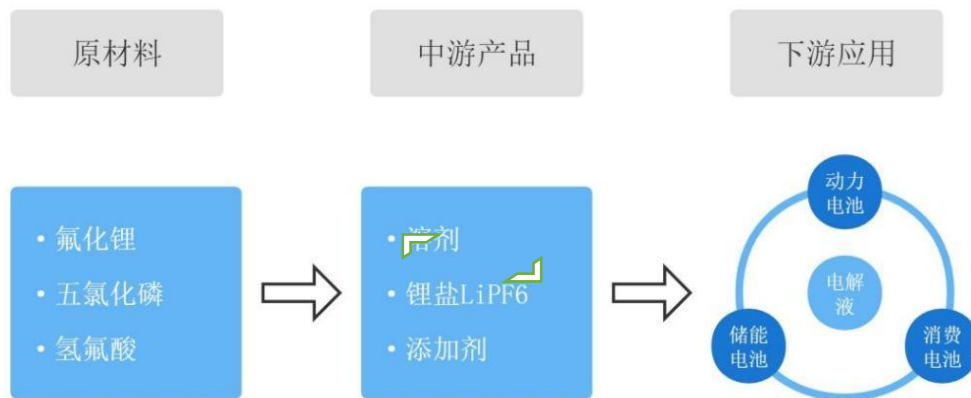 原材料
中游产品
下游应用
• 氟化锂
• 五氯化磷
• 氢氟酸
• 溶剂
• 锂盐LiPF6
• 添加剂
动力
电池
电解
液
储能
电池
消费
电池